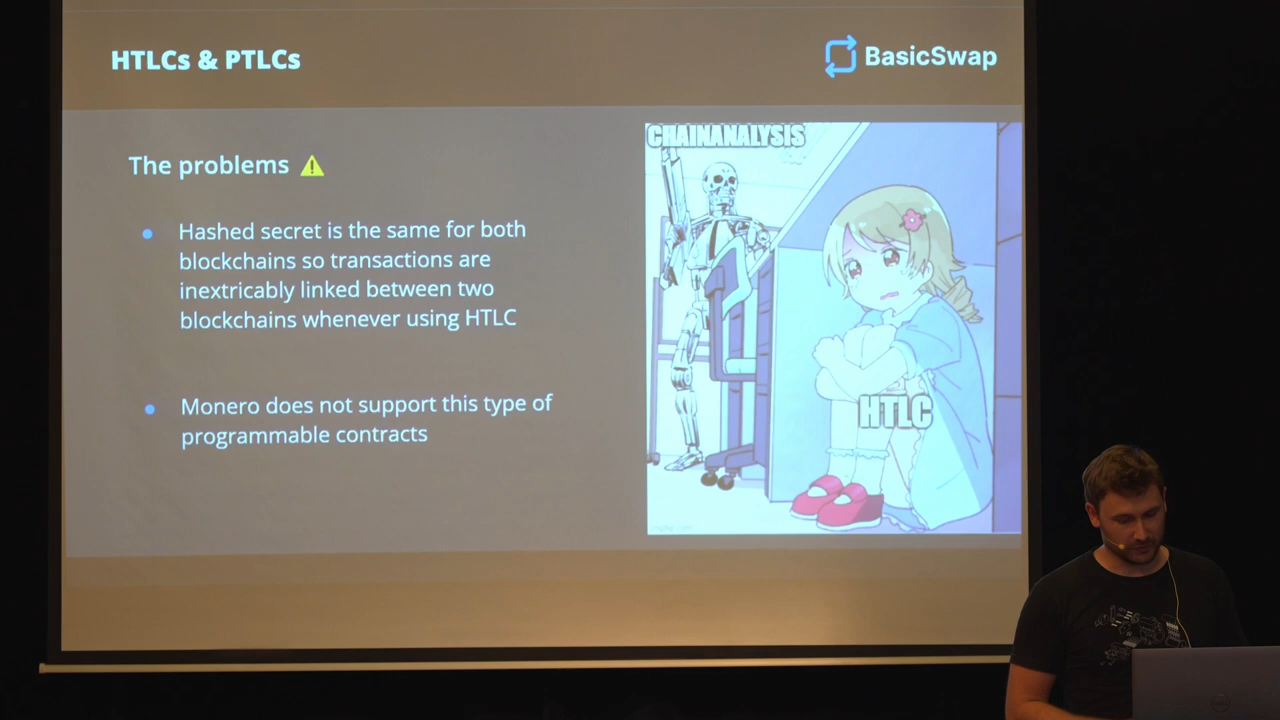 HTLCs & PTLCs
BasicSwap
The problems
Hashed secret is the same for both
blockchains so transactions are
inextricably linked between two
blockchains whenever using HTLC
Monero does not support this type of
programmable contracts
CHAINANALYSIS
HTLC